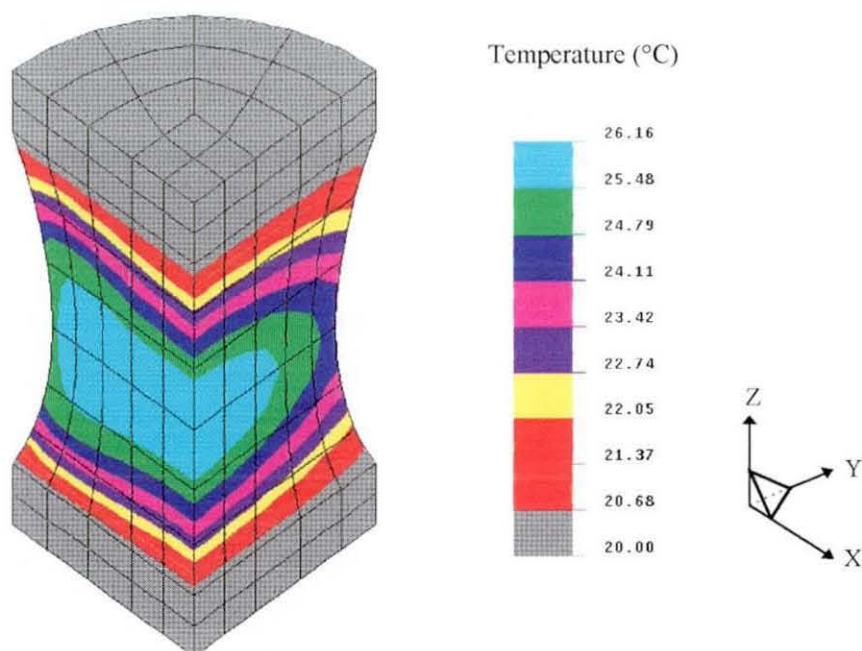 Temperature (°C)
26.16
25.48
24.79
24.11
23.42
22.74
22.05
21.37
20.68
20.00
Z
Y
X